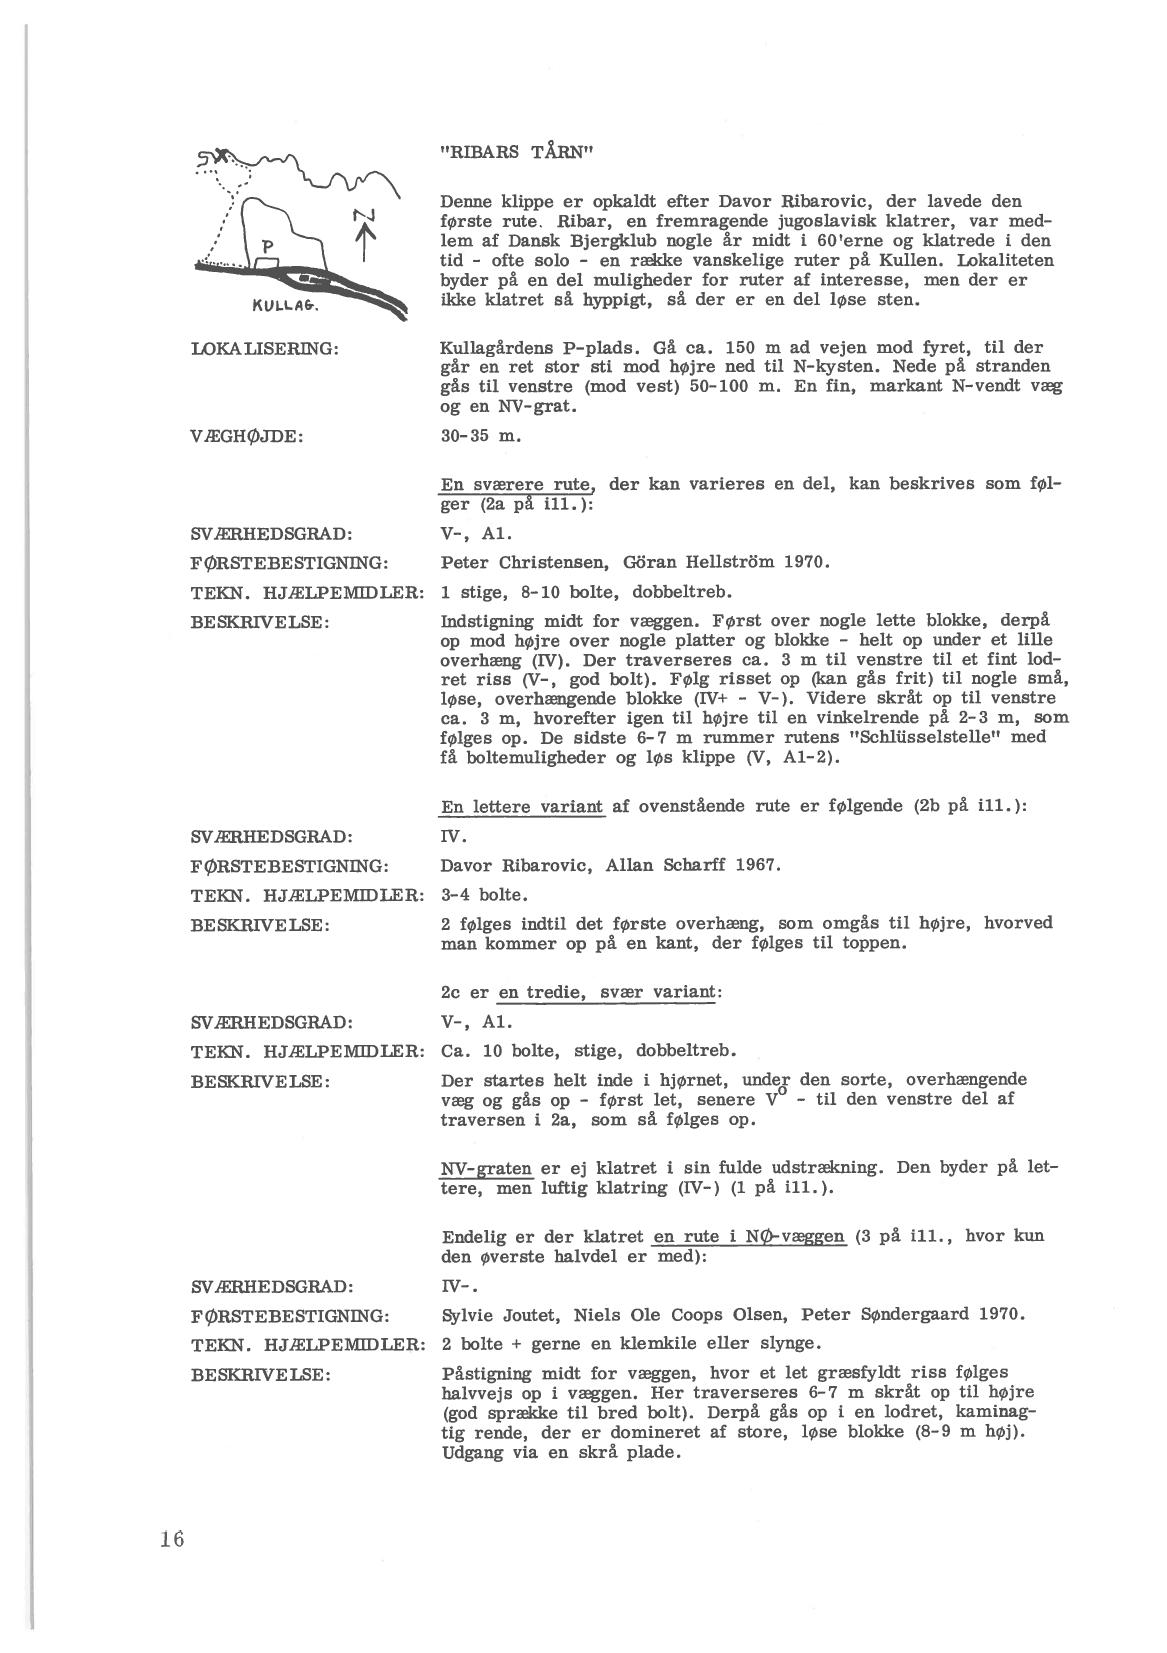 "RIBARS TÅRN"
Denne klippe er opkaldt efter Davor Ribarovic, der lavede den
første rute. Ribar, en fremragende jugoslavisk klatrer, var med-
lem af Dansk Bjergklub nogle år midt i 60'erne og klatrede i den
tid - ofte solo - en række vanskelige ruter på Kullen. Lokaliteten
byder på en del muligheder for ruter af interesse, men der er
ikke klatret så hyppigt, så der er en del løse sten.
N
P
KULLAG.
LOKALISERING: Kullagårdens P-plads. Gå ca. 150 m ad vejen mod fyret, til der
går en ret stor sti mod højre ned til N-kysten. Nede på stranden
gås til venstre (mod vest) 50-100 m. En fin, markant N-vendt væg
og en NV-grat.
VÆGHØJDE: 30-35 m.
En sværere rute, der kan varieres en del, kan beskrives som føl-
ger (2a på ill.):
SVÆRHEDSGRAD: V-, A1.
FØRSTEBESTIGNING: Peter Christensen, Göran Hellström 1970.
TEKN. HJÆLPEMIDLER: 1 stige, 8-10 bolte, dobbeltreb.
BESKRIVELSE: Indstigning midt for væggen. Først over nogle lette blokke, derpå
op mod højre over nogle platter og blokke - helt op under et lille
overhæng (IV). Der traverseres ca. 3 m til venstre til et fint lod-
ret riss (V-, god bolt). Følg risset op (kan gås frit) til nogle små,
løse, overhængende blokke (IV+ - V-). Videre skråt op til venstre
ca. 3 m, hvorefter igen til højre til en vinkelrende på 2-3 m, som
følges op. De sidste 6-7 m rummer rutens "Schlüsselstelle" med
få boltemuligheder og løs klippe (V, A1-2).
En lettere variant af ovenstående rute er følgende (2b på ill.):
SVÆRHEDSGRAD: IV.
FØRSTEBESTIGNING: Davor Ribarovic, Allan Scharff 1967.
TEKN. HJÆLPEMIDLER: 3-4 bolte.
BESKRIVELSE: 2 følges indtil det første overhæng, som omgås til højre, hvorved
man kommer op på en kant, der følges til toppen.
2c er en tredie, svær variant:
SVÆRHEDSGRAD: V-, A1.
TEKN. HJÆLPEMIDLER: Ca. 10 bolte, stige, dobbeltreb.
BESKRIVELSE: Der startes helt inde i hjørnet, under den sorte, overhængende
væg og gås op - først let, senere V° - til den venstre del af
traversen i 2a, som så følges op.
NV-graten er ej klatret i sin fulde udstrækning. Den byder på let-
tere, men luftig klatring (IV-) (1 på ill.).
Endelig er der klatret en rute i NØ-væggen (3 på ill., hvor kun
den øverste halvdel er med):
SVÆRHEDSGRAD: IV-.
FØRSTEBESTIGNING: Sylvie Joutet, Niels Ole Coops Olsen, Peter Søndergaard 1970.
TEKN. HJÆLPEMIDLER: 2 bolte + gerne en klemkile eller slynge.
BESKRIVELSE: Påstigning midt for væggen, hvor et let græsfyldt riss følges
halvvejs op i væggen. Her traverseres 6-7 m skråt op til højre
(god sprække til bred bolt). Derpå gås op i en lodret, kaminag-
tig rende, der er domineret af store, løse blokke (8-9 m høj).
Udgang via en skrå plade.
16